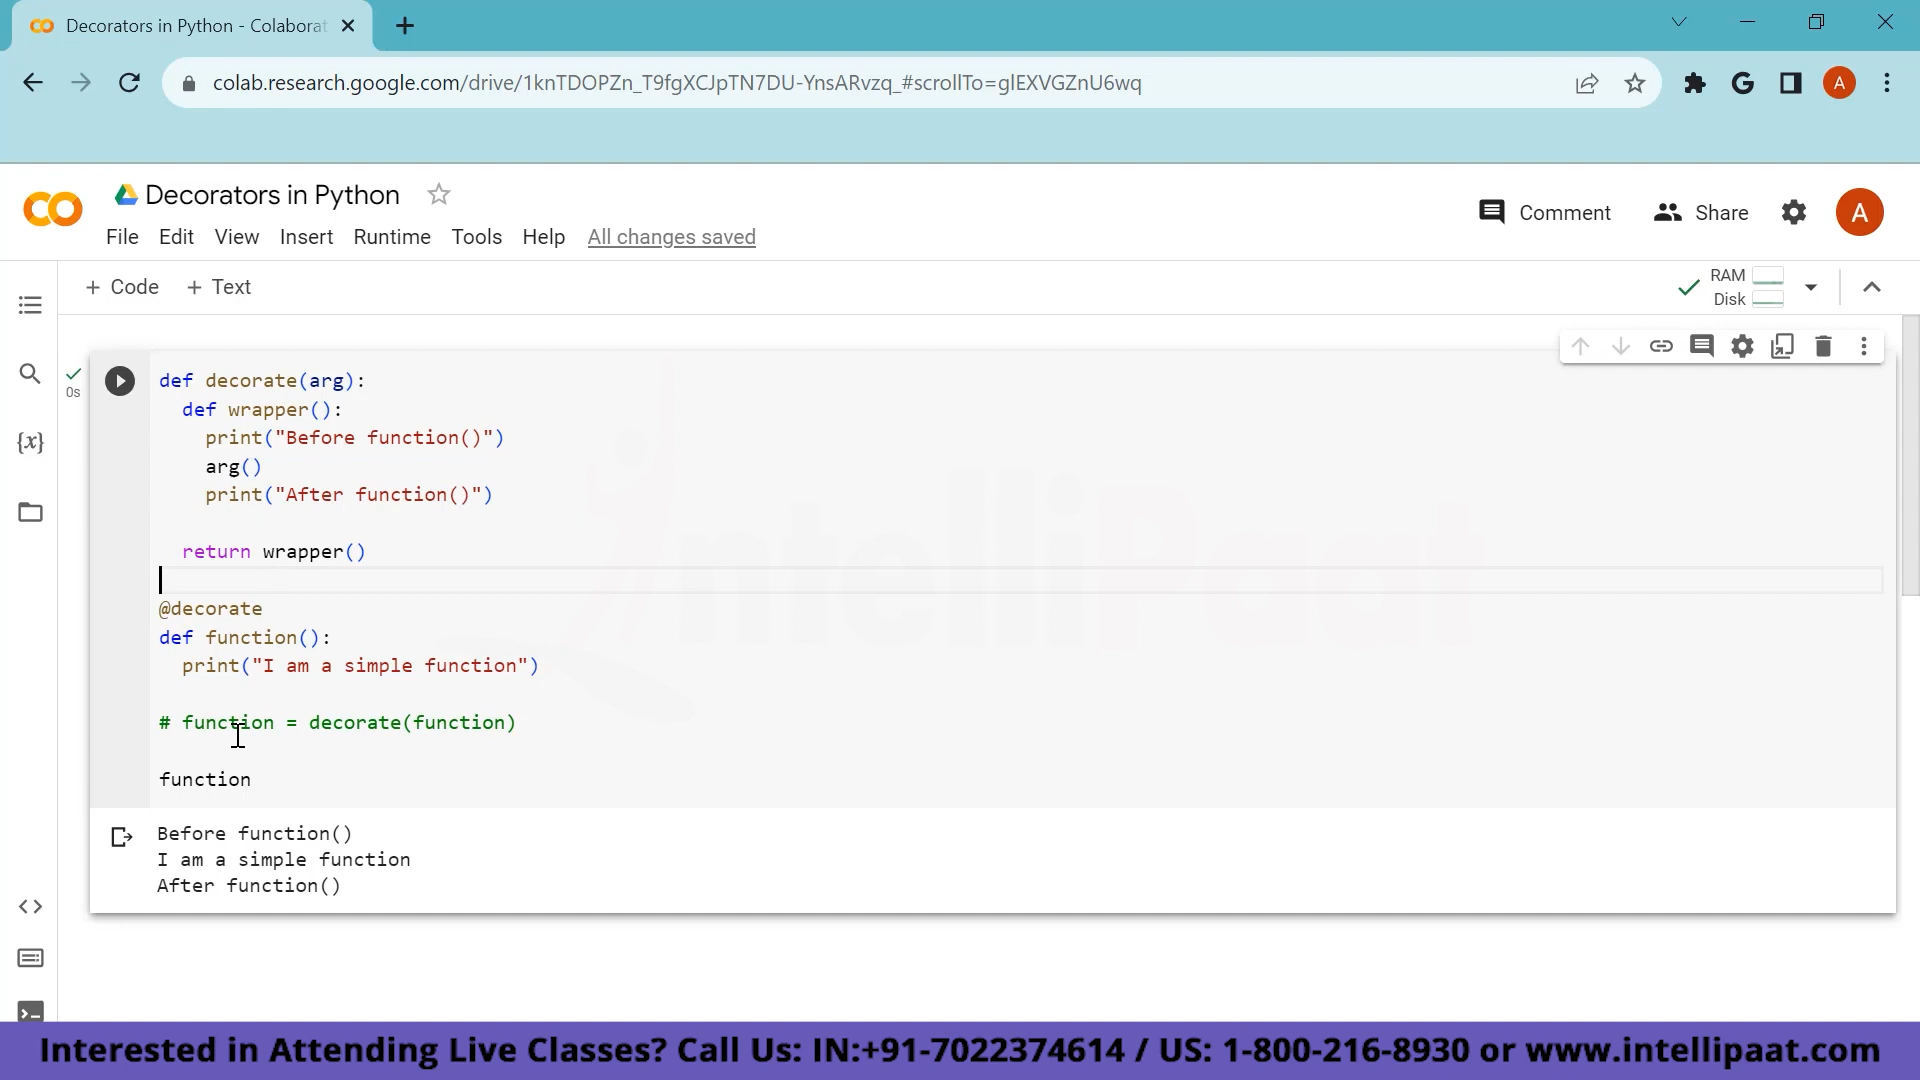 Decorators in Python - Colaborat
colab.research.google.com/drive/1knTDOPZn_T9fgXCJpTN7DU-YnsARvzq_#scrollTo=glEXVGZnU6wq
A
Decorators in Python
File Edit View Insert Runtime Tools Help All changes saved
Comment Share A
+ Code + Text
RAM
Disk
{x}
0s
def decorate(arg):
  def wrapper():
    print("Before function()")
    arg()
    print("After function()")
  return wrapper()
@decorate
def function():
  print("I am a simple function")
# function = decorate(function)
function
Before function()
I am a simple function
After function()
IntelliPaat
Interested in Attending Live Classes? Call Us: IN:+91-7022374614 / US: 1-800-216-8930 or www.intellipaat.com